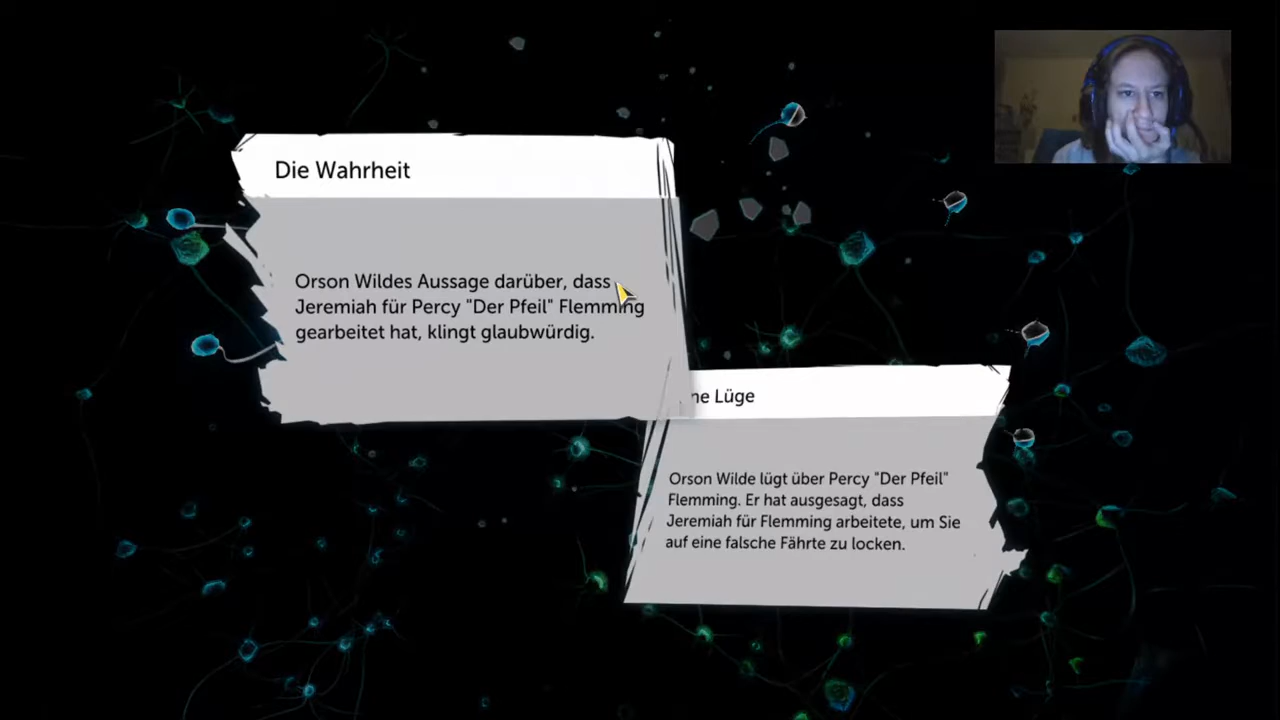 Die Wahrheit
Orson Wildes Aussage darüber, dass
Jeremiah für Percy "Der Pfeil" Flemming
gearbeitet hat, klingt glaubwürdig.
ne Lüge
Orson Wilde lügt über Percy "Der Pfeil"
Flemming. Er hat ausgesagt, dass
Jeremiah für Flemming arbeitete, um Sie
auf eine falsche Fährte zu locken.